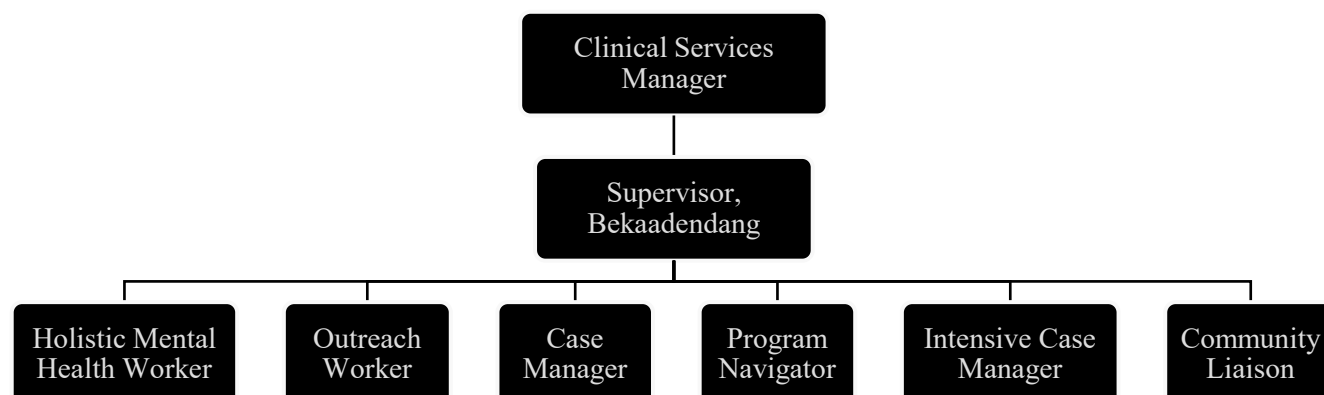 Clinical Services
Manager
Supervisor,
Bekaadendang
Holistic Mental
Health Worker
Outreach
Worker
Case
Manager
Program
Navigator
Intensive Case
Manager
Community
Liaison